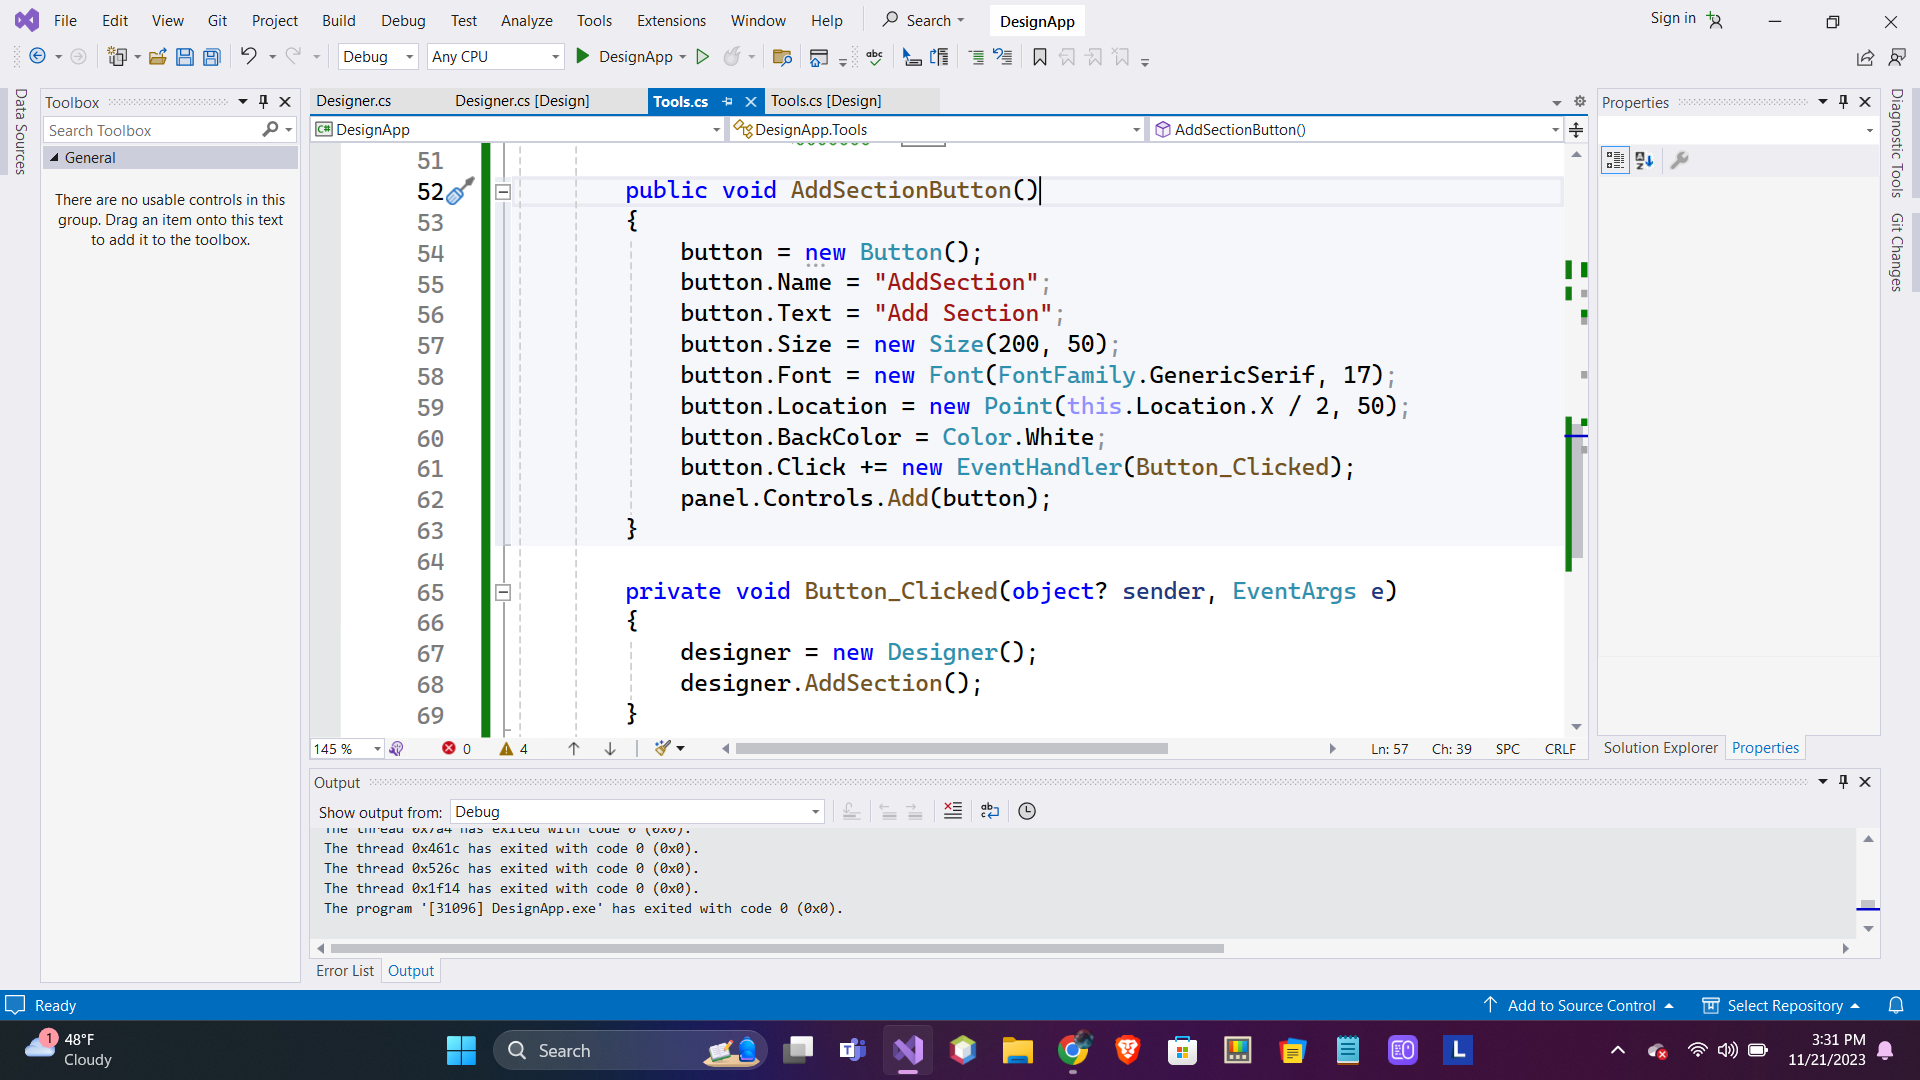 File Edit View Git Project Build Debug Test Analyze Tools Extensions Window Help Search DesignApp Sign in
Debug Any CPU DesignApp
Data Sources
Toolbox
Search Toolbox
General
There are no usable controls in this
group. Drag an item onto this text
to add it to the toolbox.
Designer.cs Designer.cs [Design] Tools.cs Tools.cs [Design]
DesignApp DesignApp.Tools AddSectionButton()
51
52 public void AddSectionButton()
53 {
54 button = new Button();
55 button.Name = "AddSection";
56 button.Text = "Add Section";
57 button.Size = new Size(200, 50);
58 button.Font = new Font(FontFamily.GenericSerif, 17);
59 button.Location = new Point(this.Location.X / 2, 50);
60 button.BackColor = Color.White;
61 button.Click += new EventHandler(Button_Clicked);
62 panel.Controls.Add(button);
63 }
64
65 private void Button_Clicked(object? sender, EventArgs e)
66 {
67 designer = new Designer();
68 designer.AddSection();
69 }
145 % 0 4 Ln: 57 Ch: 39 SPC CRLF
Properties
Solution Explorer Properties
Diagnostic Tools
Git Changes
Output
Show output from: Debug
The thread 0x7a4 has exited with code 0 (0x0).
The thread 0x461c has exited with code 0 (0x0).
The thread 0x526c has exited with code 0 (0x0).
The thread 0x1f14 has exited with code 0 (0x0).
The program '[31096] DesignApp.exe' has exited with code 0 (0x0).
Error List Output
Ready Add to Source Control Select Repository
1 48°F
Cloudy
Search
3:31 PM
11/21/2023